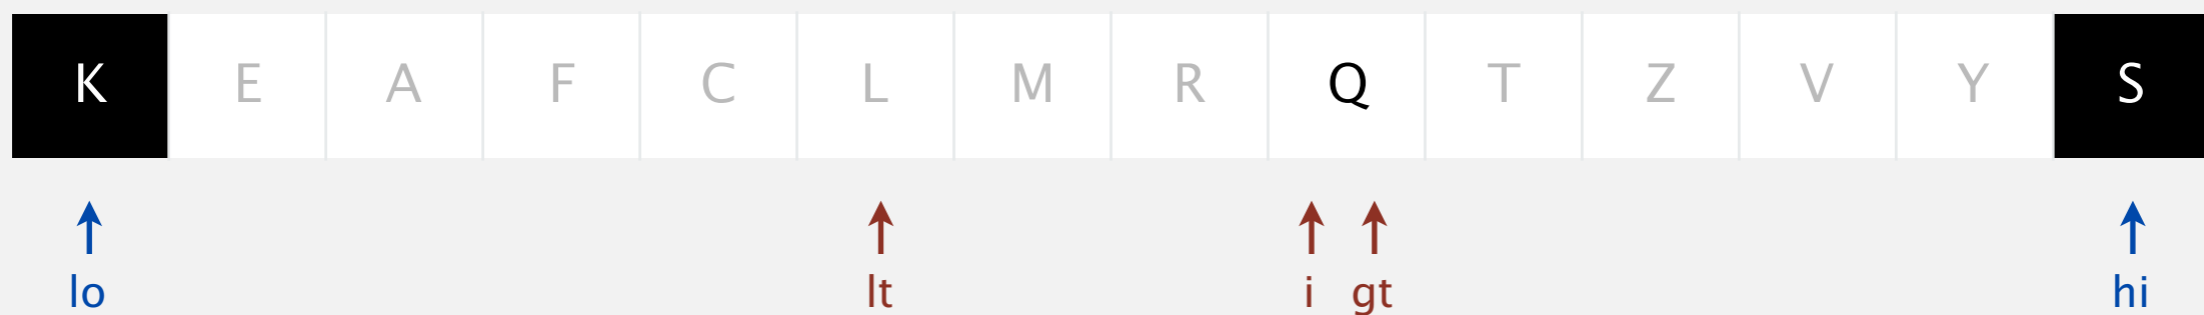 K E A F C L M R Q T Z V Y S
lo lt i gt hi